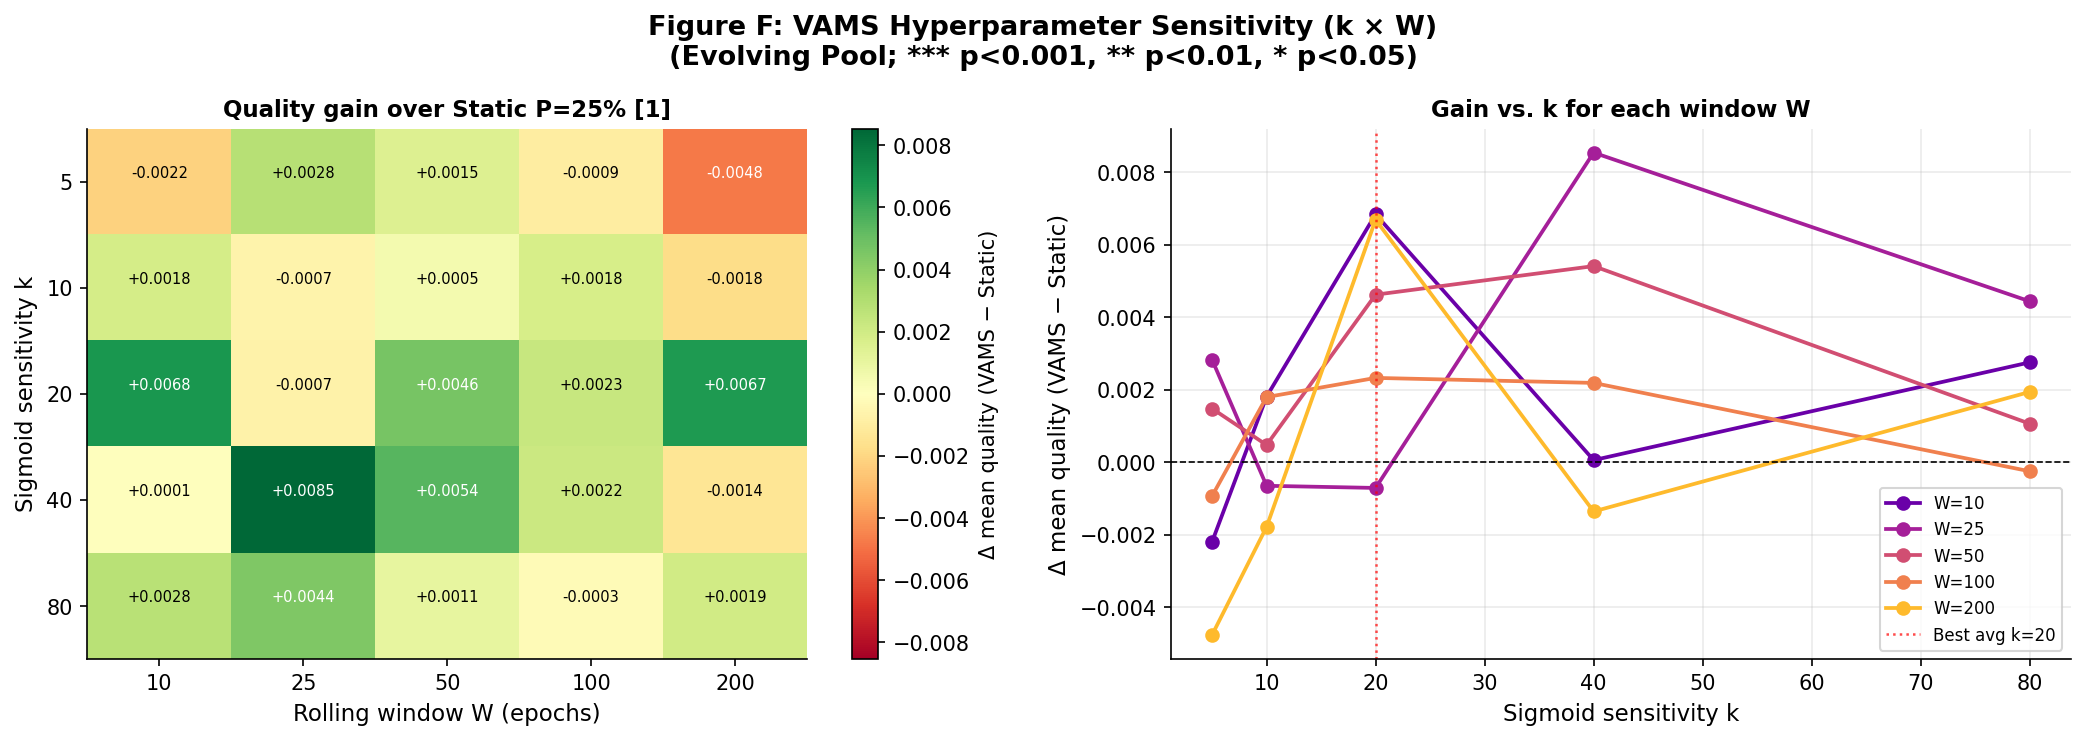 Figure F: VAMS Hyperparameter Sensitivity (k × W)
(Evolving Pool; *** p<0.001, ** p<0.01, * p<0.05)
Quality gain over Static P=25% [1]
Sigmoid sensitivity k
5
10
20
40
80
-0.0022 +0.0028 +0.0015 -0.0009 -0.0048
+0.0018 -0.0007 +0.0005 +0.0018 -0.0018
+0.0068 -0.0007 +0.0046 +0.0023 +0.0067
+0.0001 +0.0085 +0.0054 +0.0022 -0.0014
+0.0028 +0.0044 +0.0011 -0.0003 +0.0019
10 25 50 100 200
Rolling window W (epochs)
0.008
0.006
0.004
0.002
0.000
−0.002
−0.004
−0.006
−0.008
Δ mean quality (VAMS − Static)
Gain vs. k for each window W
Δ mean quality (VAMS − Static)
0.008
0.006
0.004
0.002
0.000
−0.002
−0.004
W=10
W=25
W=50
W=100
W=200
Best avg k=20
10 20 30 40 50 60 70 80
Sigmoid sensitivity k